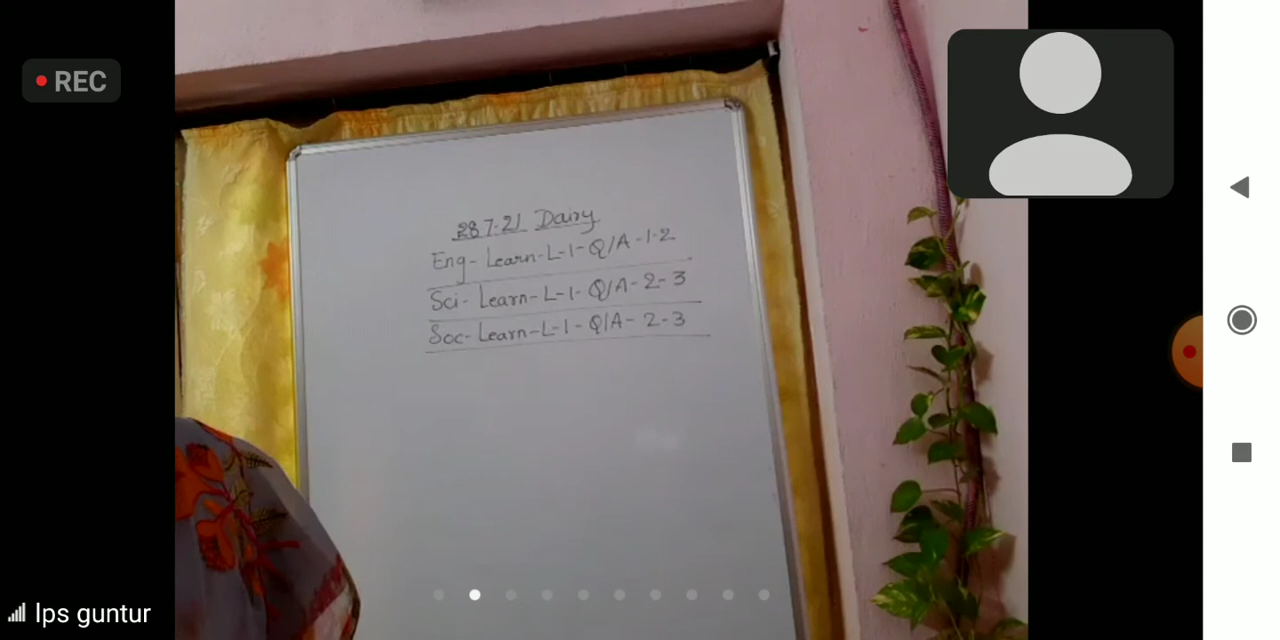 REC
28.7.21 Dairy
Eng- Learn-L-1-Q/A-1-2
Sci- Learn-L-1-Q/A-2-3
Soc- Learn-L-1-Q/A-2-3
lps guntur